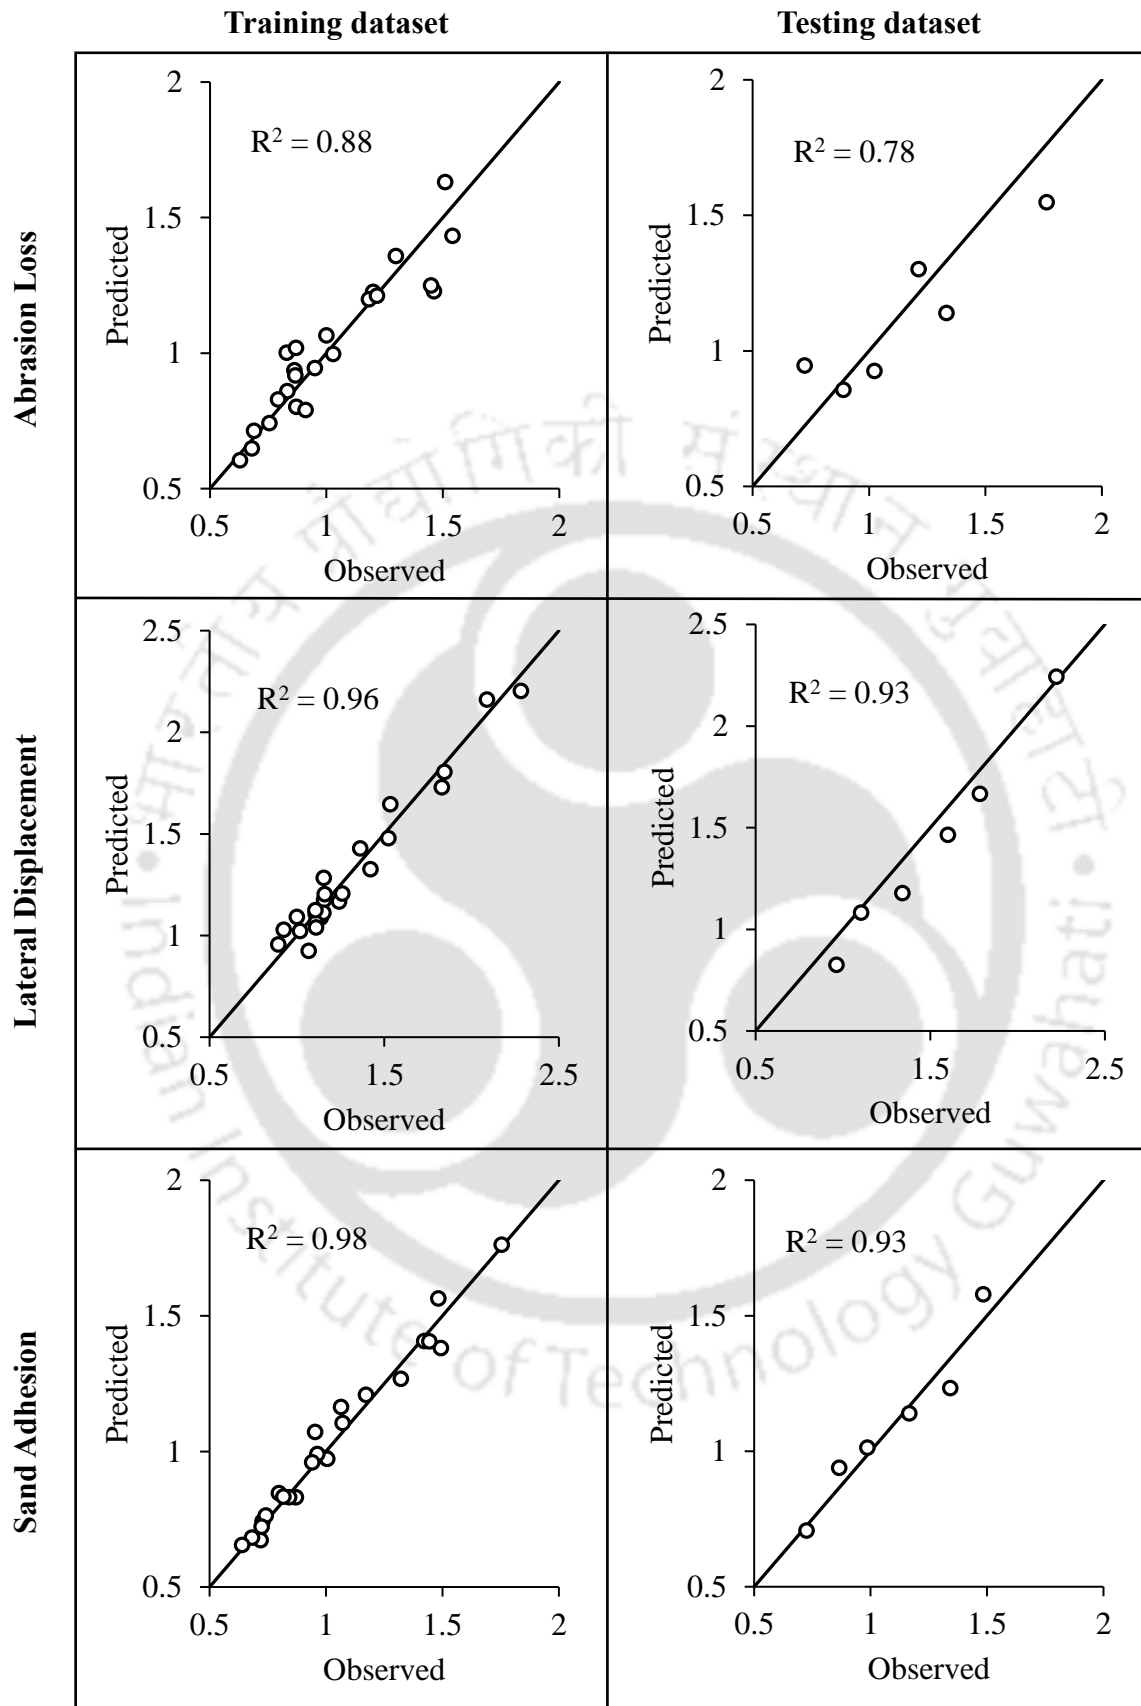 Training dataset
Testing dataset
Abrasion Loss
2
1.5
1
0.5
Predicted
R² = 0.88
0.5 1 1.5 2
Observed
2
1.5
1
0.5
Predicted
R² = 0.78
0.5 1 1.5 2
Observed
Lateral Displacement
2.5
2
1.5
1
0.5
Predicted
R² = 0.96
0.5 1.5 2.5
Observed
2.5
2
1.5
1
0.5
Predicted
R² = 0.93
0.5 1.5 2.5
Observed
Sand Adhesion
2
1.5
1
0.5
Predicted
R² = 0.98
0.5 1 1.5 2
Observed
2
1.5
1
0.5
Predicted
R² = 0.93
0.5 1 1.5 2
Observed
Indian Institute of Technology Guwahati